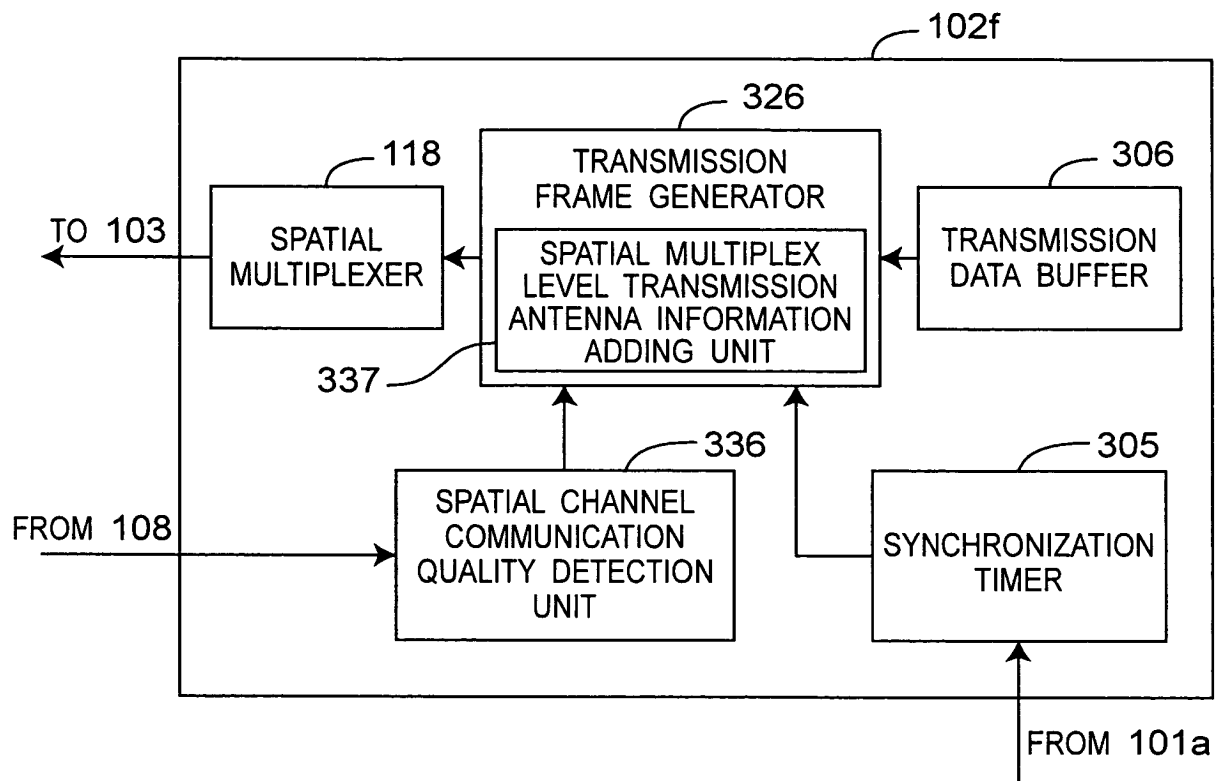 102f
326
TRANSMISSION
FRAME GENERATOR
118
306
TO 103
SPATIAL
MULTIPLEXER
SPATIAL MULTIPLEX
LEVEL TRANSMISSION
ANTENNA INFORMATION
ADDING UNIT
TRANSMISSION
DATA BUFFER
337
336
305
FROM 108
SPATIAL CHANNEL
COMMUNICATION
QUALITY DETECTION
UNIT
SYNCHRONIZATION
TIMER
FROM 101a